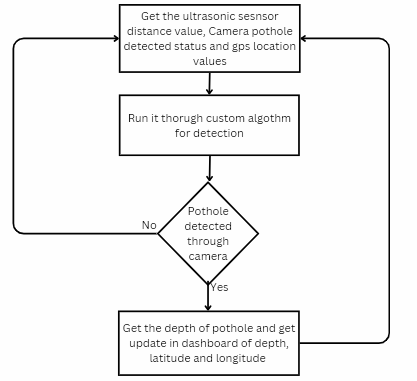 Get the ultrasonic sesnsor
distance value, Camera pothole
detected status and gps location
values
Run it thorugh custom algothm
for detection
Pothole
detected
through
camera
No
Yes
Get the depth of pothole and get
update in dashboard of depth,
latitude and longitude